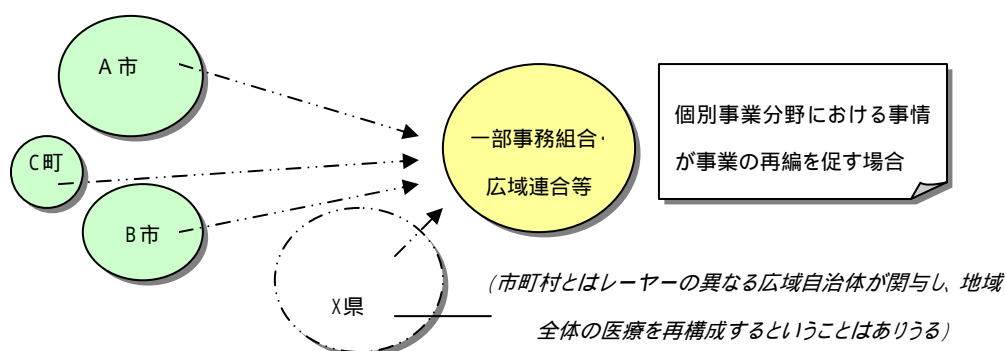 A市
C町
B市
X県
一部事務組合・
広域連合等
個別事業分野における事情
が事業の再編を促す場合
(市町村とはレーヤーの異なる広域自治体が関与し、地域
全体の医療を再構成するということはありうる)